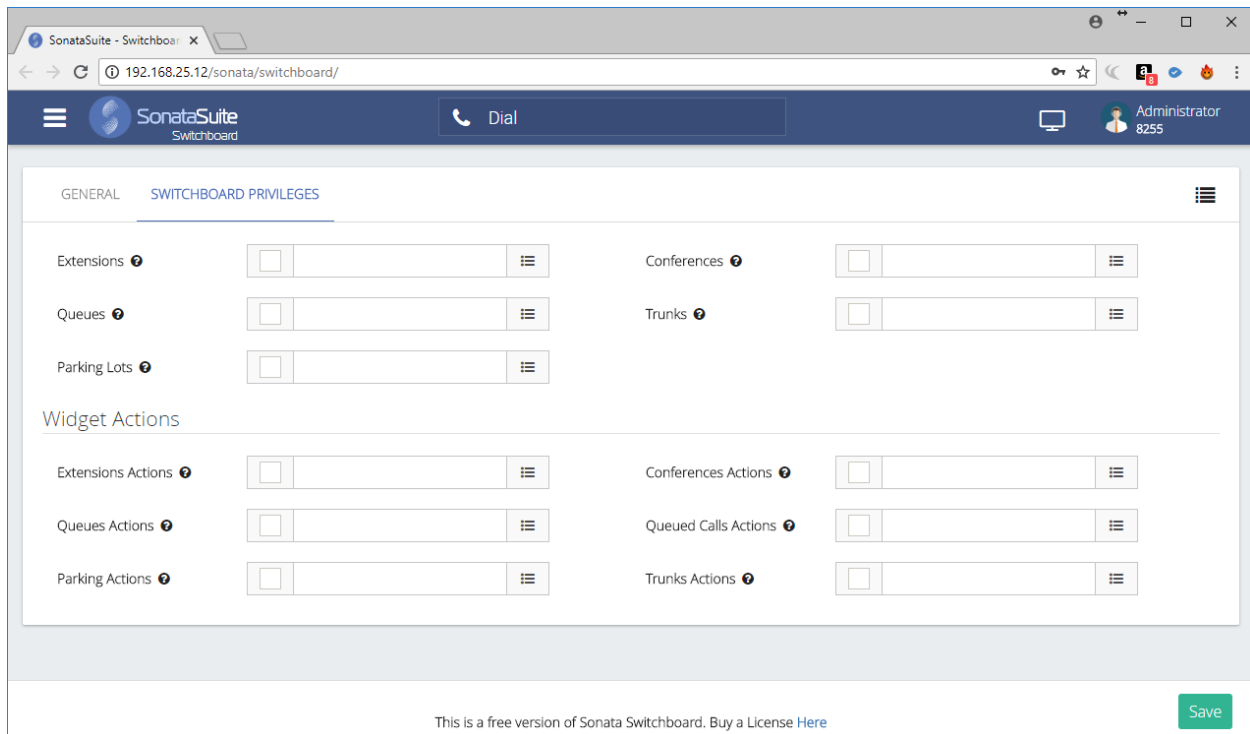 SonataSuite - Switchboar
192.168.25.12/sonata/switchboard/
a
8
SonataSuite
Switchboard
Dial
Administrator
8255
GENERAL SWITCHBOARD PRIVILEGES
Extensions ?
Conferences ?
Queues ?
Trunks ?
Parking Lots ?
Widget Actions
Extensions Actions ?
Conferences Actions ?
Queues Actions ?
Queued Calls Actions ?
Parking Actions ?
Trunks Actions ?
This is a free version of Sonata Switchboard. Buy a License Here
Save